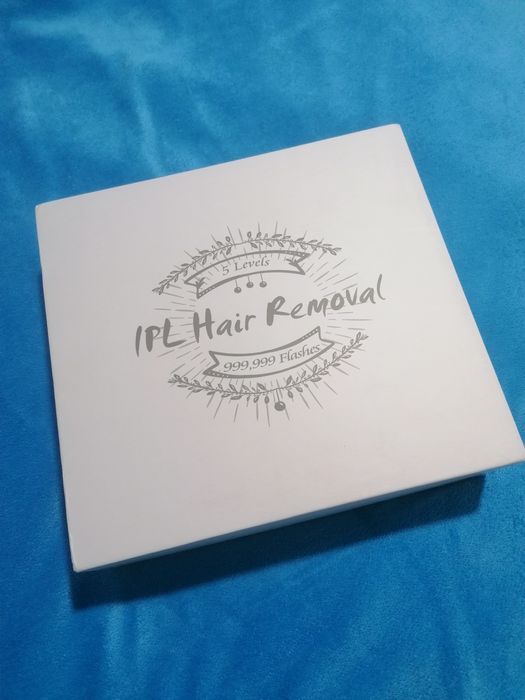 5 Levels
IPL Hair Removal
999,999 Flashes